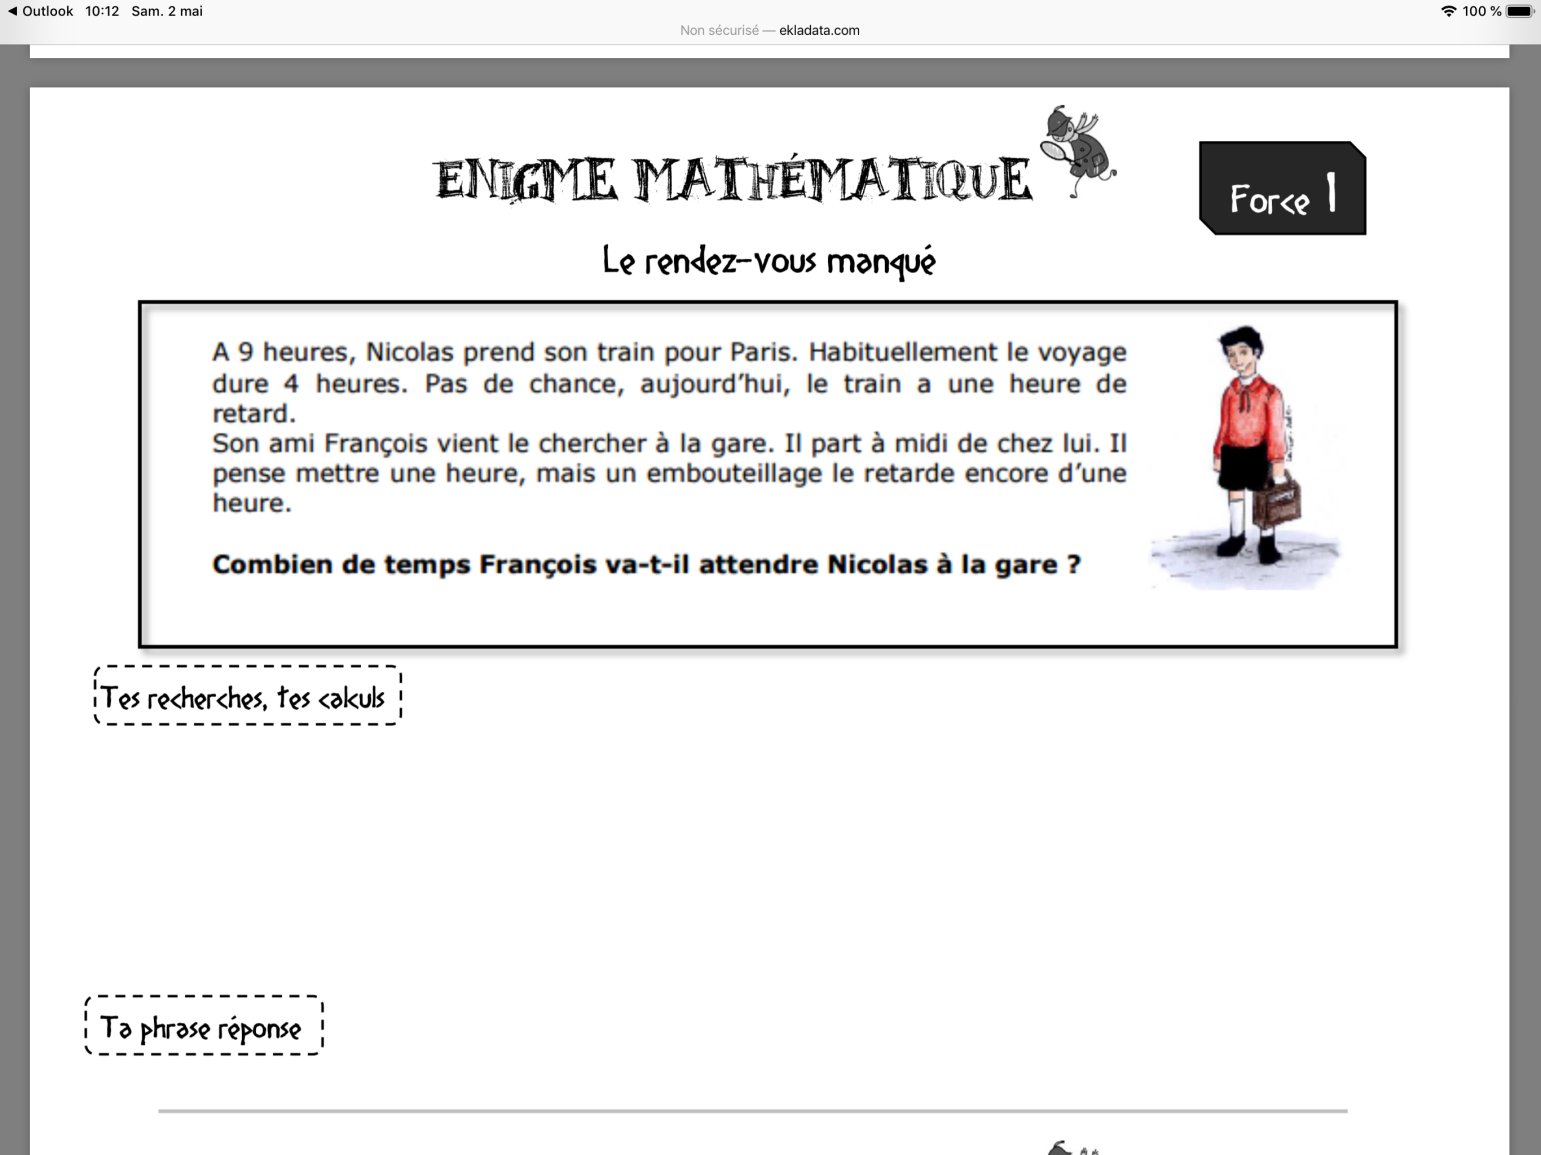 Outlook 10:12 Sam. 2 mai 100 %
Non sécurisé — ekladata.com
ENIGME MATHÉMATIQUE
Force 1
Le rendez-vous manqué
A 9 heures, Nicolas prend son train pour Paris. Habituellement le voyage
dure 4 heures. Pas de chance, aujourd’hui, le train a une heure de
retard.
Son ami François vient le chercher à la gare. Il part à midi de chez lui. Il
pense mettre une heure, mais un embouteillage le retarde encore d’une
heure.
Combien de temps François va-t-il attendre Nicolas à la gare ?
Tes recherches, tes calculs
Ta phrase réponse